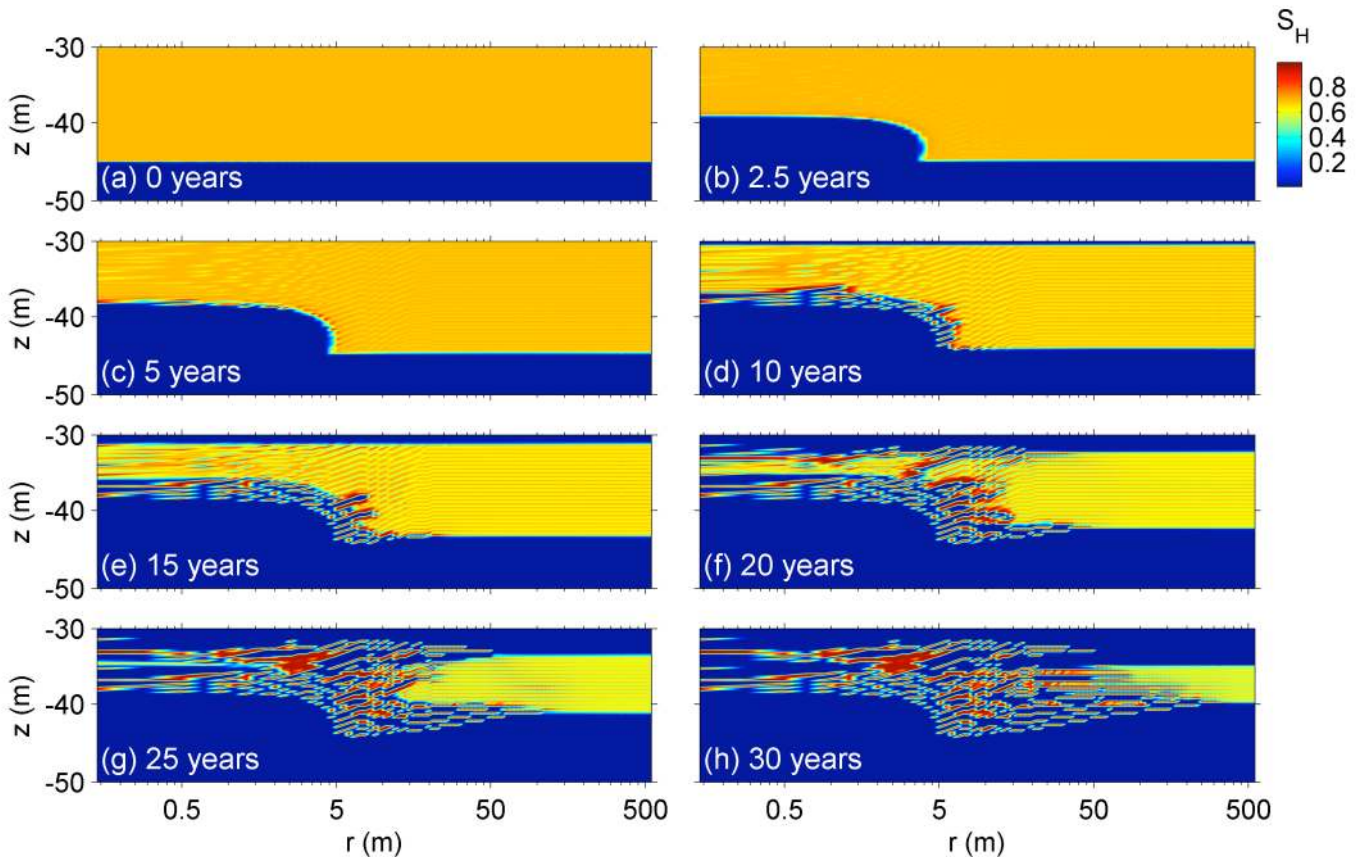 S_H
0.8
0.6
0.4
0.2
z (m)
-30
-40
-50
(a) 0 years
(b) 2.5 years
z (m)
-30
-40
-50
(c) 5 years
(d) 10 years
z (m)
-30
-40
-50
(e) 15 years
(f) 20 years
z (m)
-30
-40
-50
(g) 25 years
(h) 30 years
0.5 5 50 500
0.5 5 50 500
r (m)
r (m)